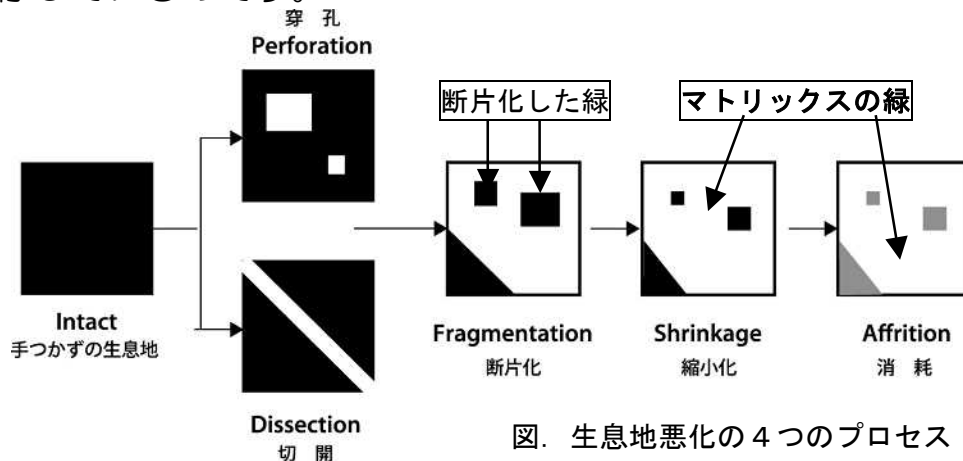 穿 孔
Perforation
断片化した緑
マトリックスの緑
Intact
手つかずの生息地
Fragmentation
断片化
Shrinkage
縮小化
Affrition
消 耗
Dissection
切 開
図. 生息地悪化の4つのプロセス